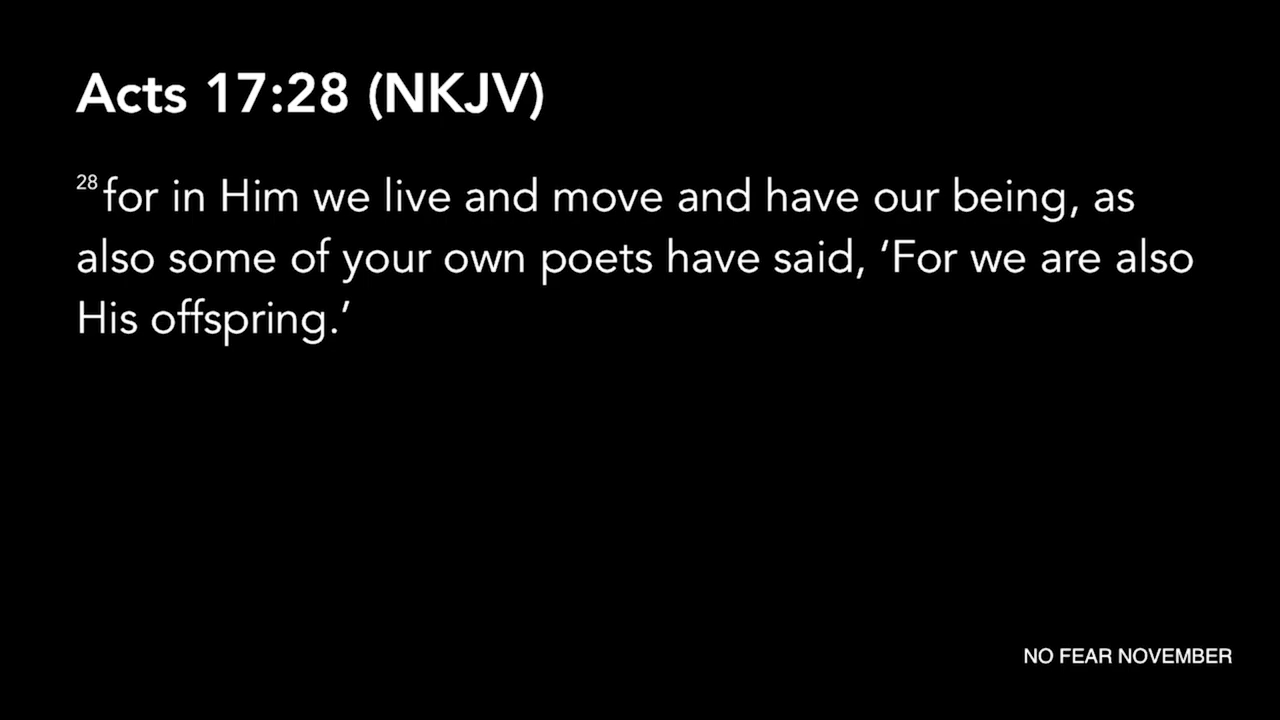 Acts 17:28 (NKJV)
28 for in Him we live and move and have our being, as
also some of your own poets have said, ‘For we are also
His offspring.’
NO FEAR NOVEMBER